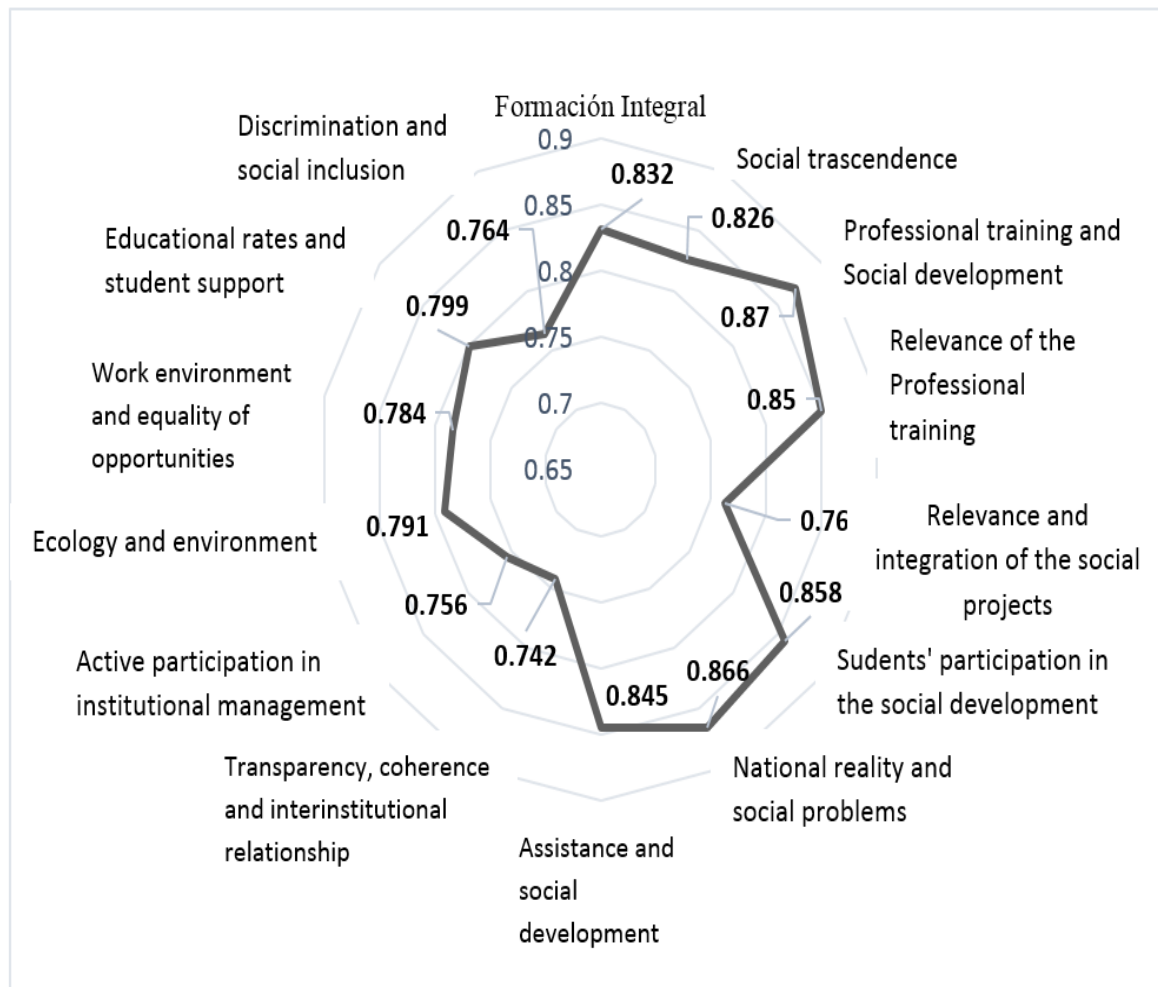 Formación Integral
0.9
0.85
0.8
0.75
0.7
0.65
0.832
Social trascendence
0.826
Professional training and
Social development
0.87
Relevance of the
Professional
training
0.85
Relevance and
integration of the social
projects
0.76
Sudents' participation in
the social development
0.858
National reality and
social problems
0.866
Assistance and
social
development
0.845
Transparency, coherence
and interinstitutional
relationship
0.742
Active participation in
institutional management
0.756
Ecology and environment
0.791
Work environment
and equality of
opportunities
0.784
Educational rates and
student support
0.799
Discrimination and
social inclusion
0.764